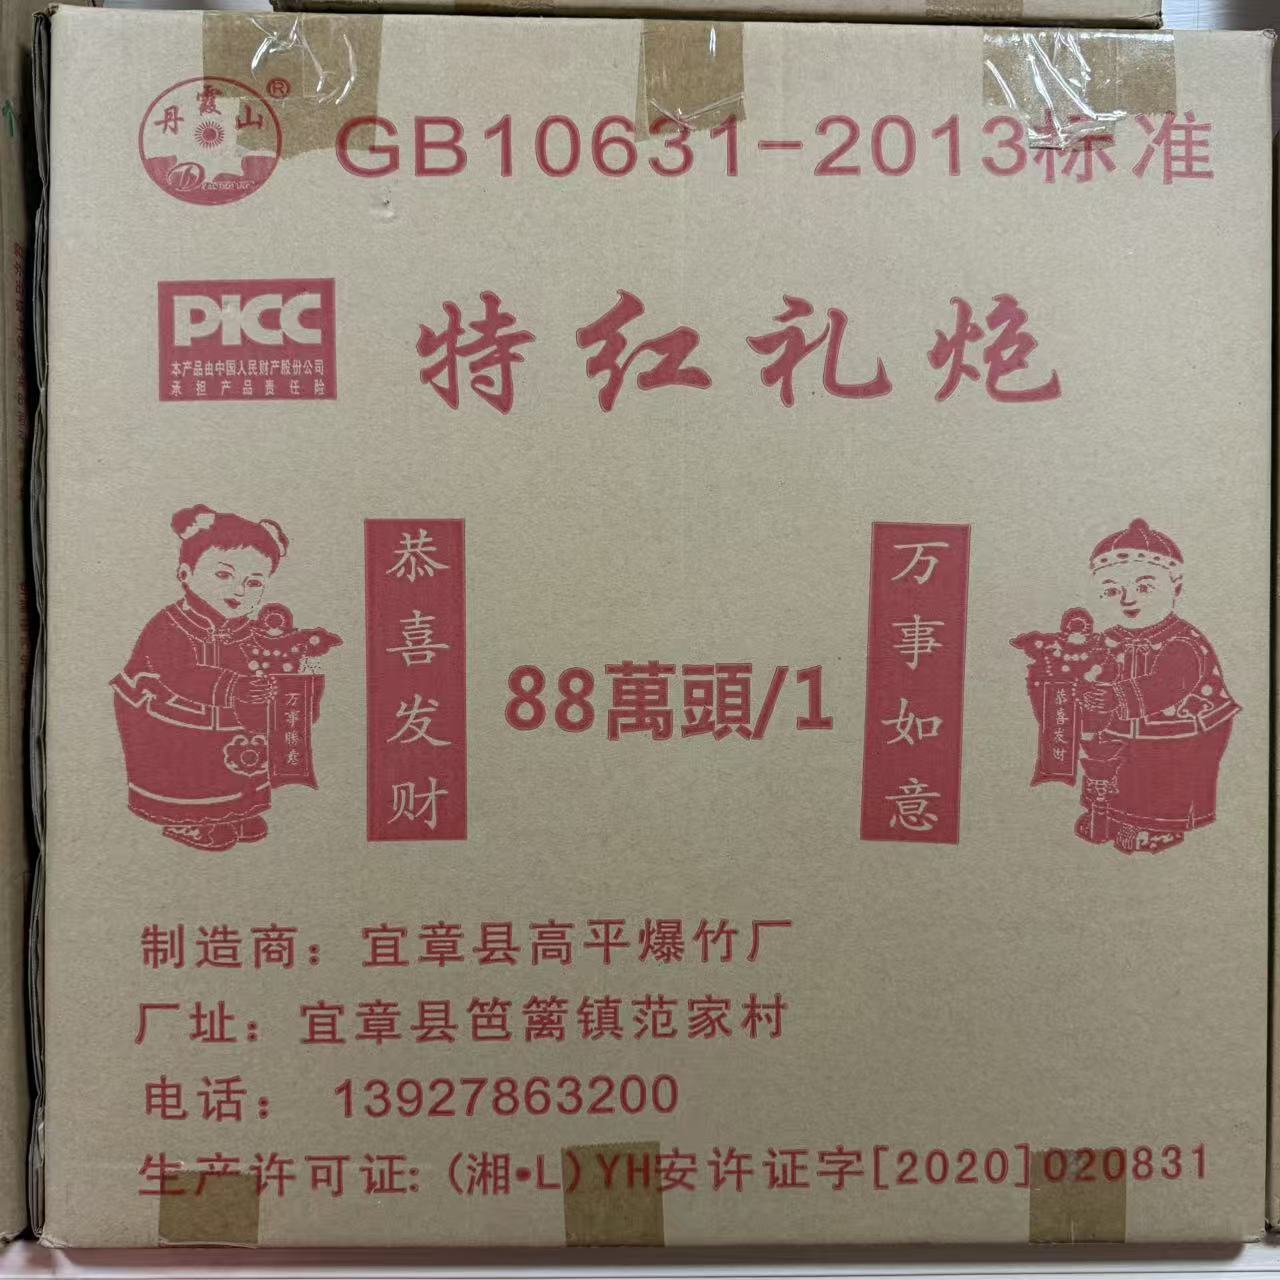 丹霞山®
GB10631-2013标准
PICC
本产品由中国人民财产股份公司
承担产品责任险
特红礼炮
恭喜发财
88萬頭/1
万事如意
万事勝意
恭喜发财
制造商：宜章县高平爆竹厂
厂址：宜章县笆篱镇范家村
电话：13927863200
生产许可证:(湘•L)YH安许证字[2020]020831